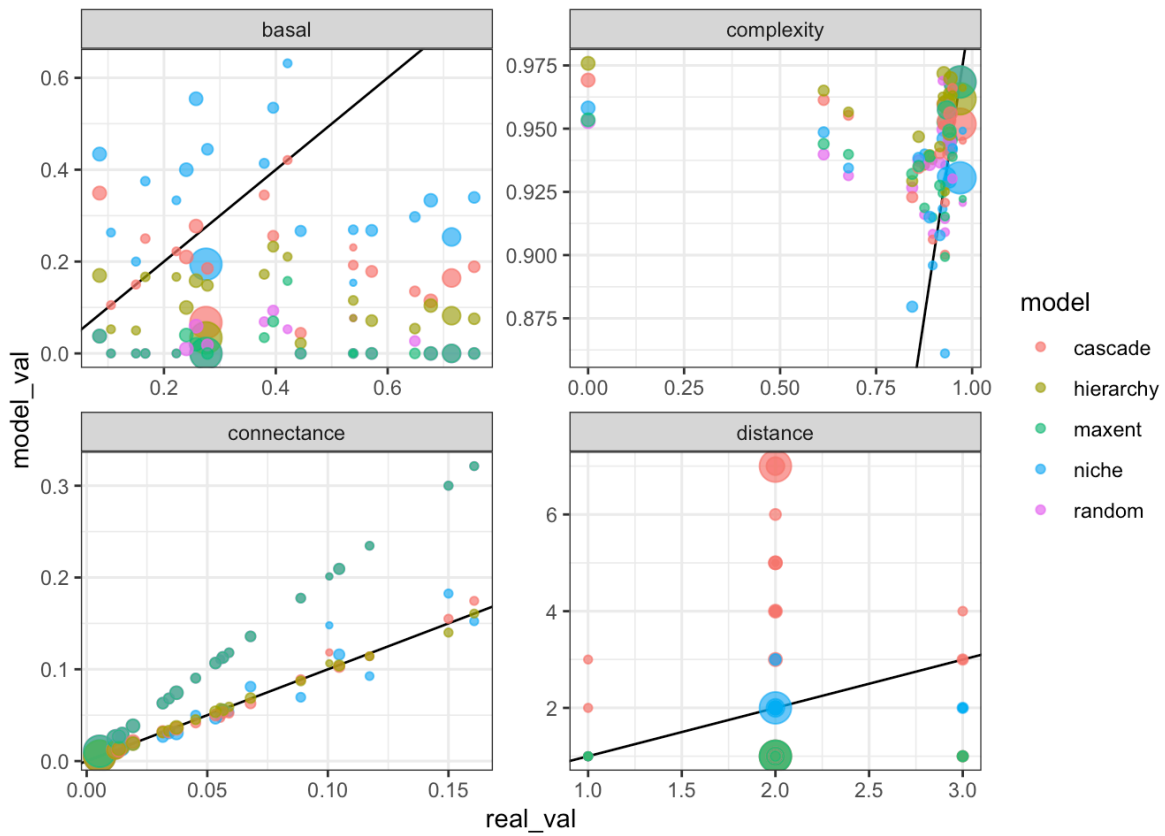 basal
complexity
0.6
0.4
0.2
0.0
0.2
0.4
0.6
0.975
0.950
0.925
0.900
0.875
0.00
0.25
0.50
0.75
1.00
connectance
distance
0.3
0.2
0.1
0.0
0.00
0.05
0.10
0.15
6
4
2
1.0
1.5
2.0
2.5
3.0
model_val
real_val
model
cascade
hierarchy
maxent
niche
random